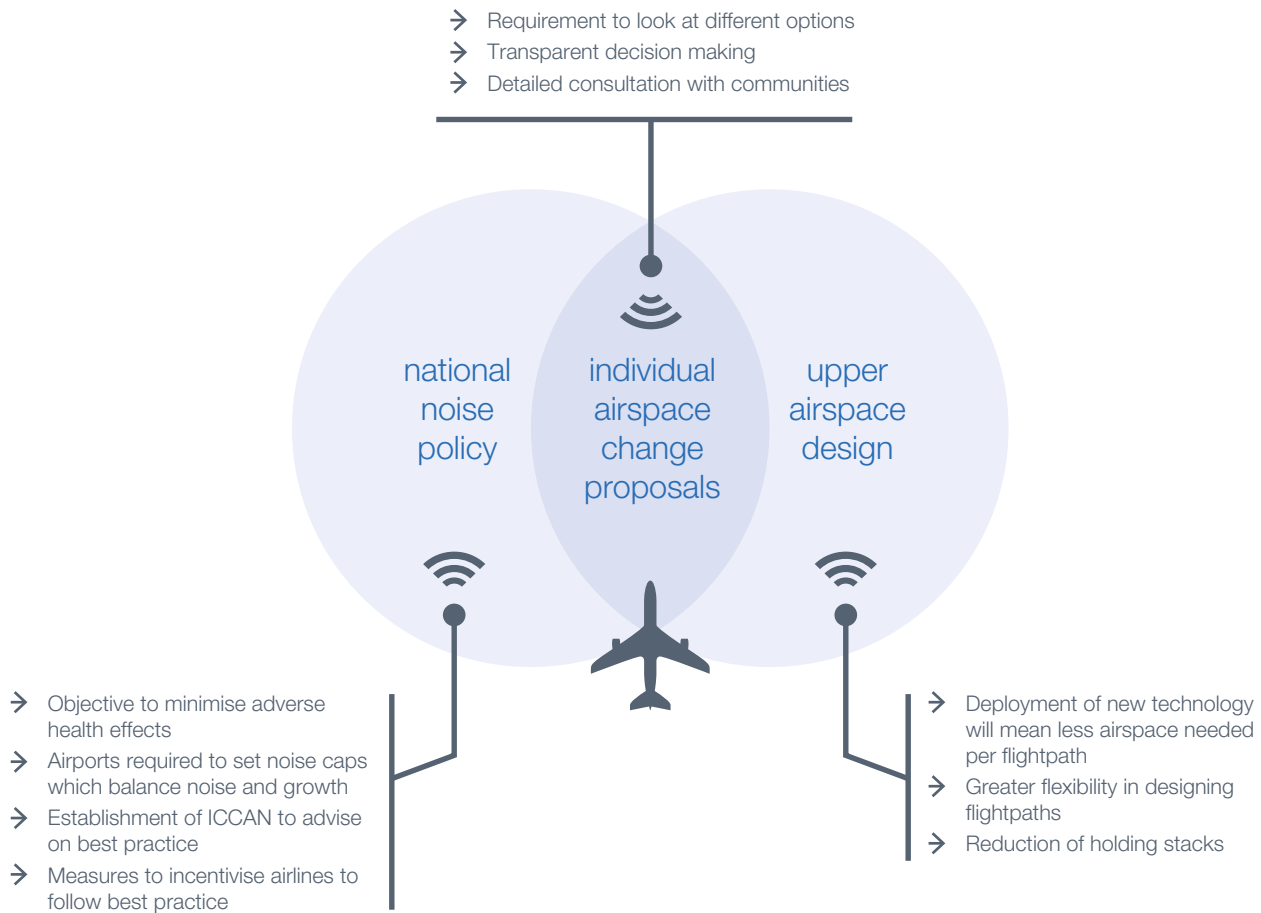 Requirement to look at different options
Transparent decision making
Detailed consultation with communities
national
noise
policy
individual
airspace
change
proposals
upper
airspace
design
Objective to minimise adverse
health effects
Airports required to set noise caps
which balance noise and growth
Establishment of ICCAN to advise
on best practice
Measures to incentivise airlines to
follow best practice
Deployment of new technology
will mean less airspace needed
per flightpath
Greater flexibility in designing
flightpaths
Reduction of holding stacks